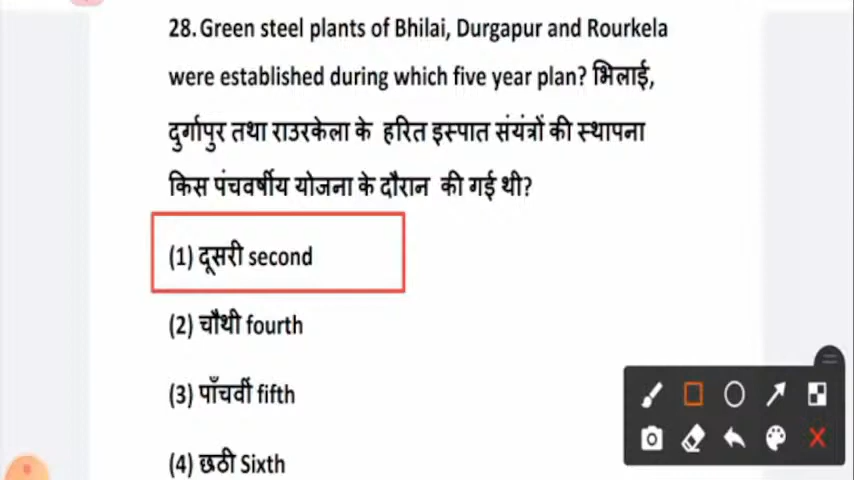 28. Green steel plants of Bhilai, Durgapur and Rourkela
were established during which five year plan? भिलाई,
दुर्गापुर तथा राउरकेला के हरित इस्पात संयंत्रों की स्थापना
किस पंचवर्षीय योजना के दौरान की गई थी?
(1) दूसरी second
(2) चौथी fourth
(3) पाँचवीं fifth
(4) छठी Sixth